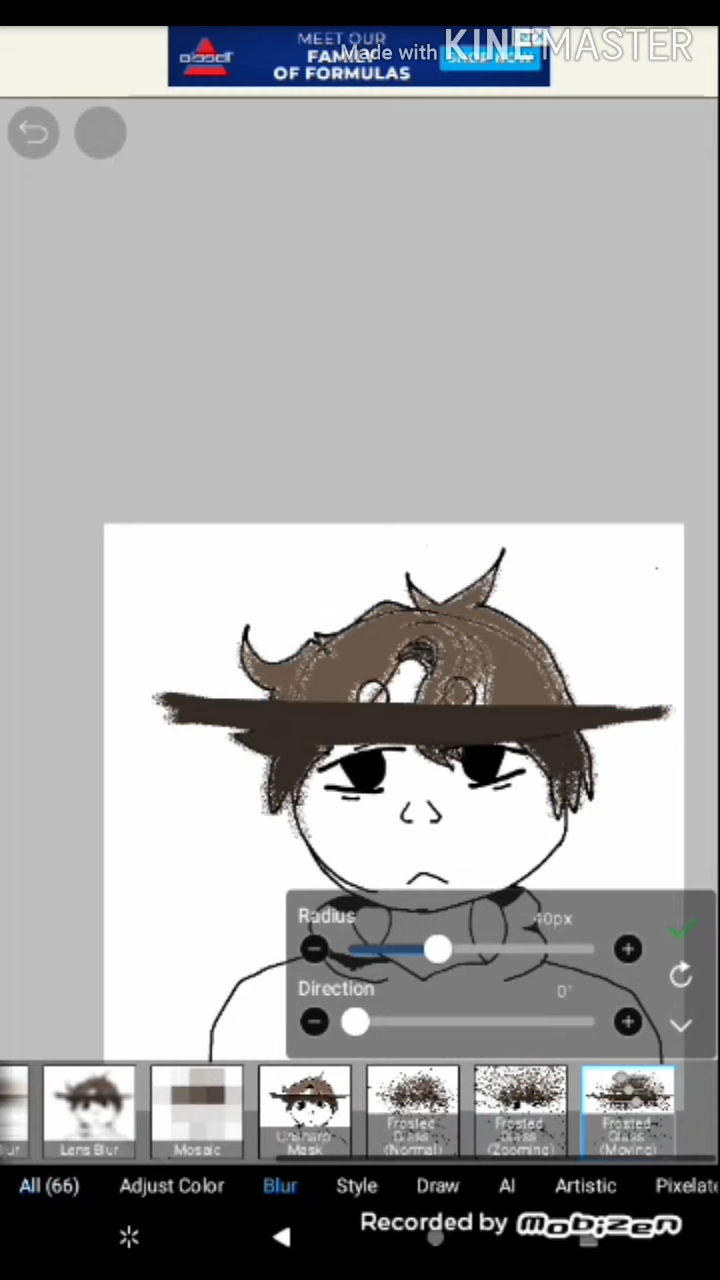 MEET OUR
FAMILY
OF FORMULAS
SHOP NOW
Made with KINEMASTER
Radius 40px
Direction 0°
Lens Blur
Mosaic
Unsharp
Mask
Frosted
Glass
(Normal)
Frosted
Glass
(Zooming)
Frosted
Glass
(Moving)
All (66) Adjust Color Blur Style Draw AI Artistic Pixelate
Recorded by mobizen